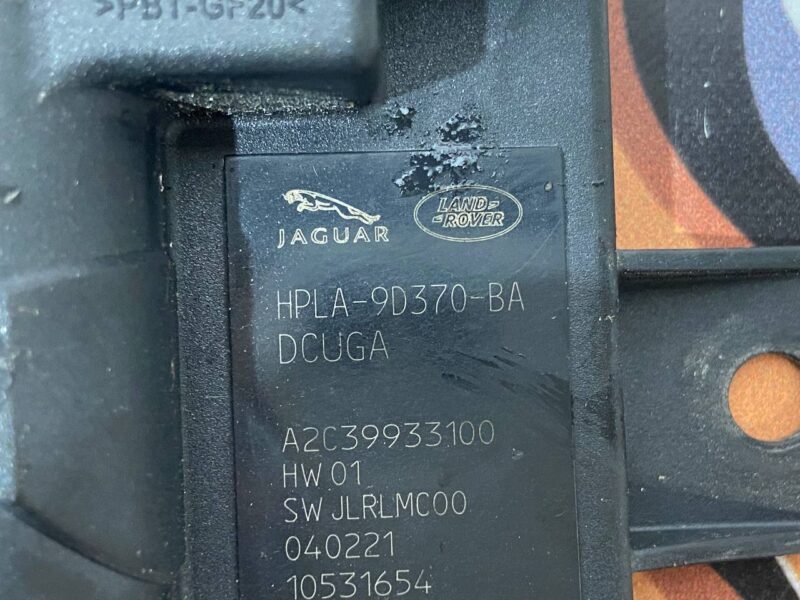 >PBT-GF20<
JAGUAR
LAND-
-ROVER
HPLA-9D370-BA
DCUGA
A2C39933100
HW 01
SW JLRLMC00
040221
10531654